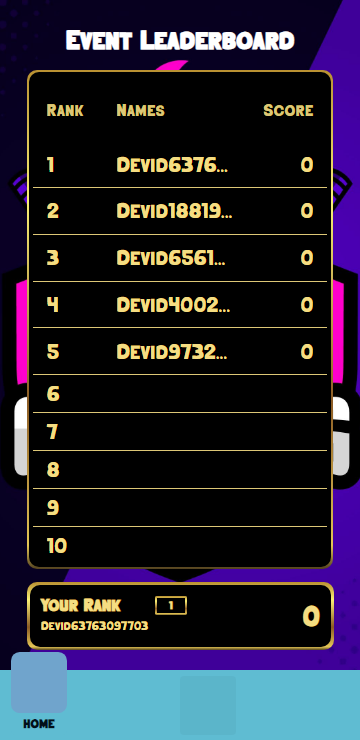 Event Leaderboard
Rank Names Score
1 Devid6376... 0
2 Devid18819... 0
3 Devid6561... 0
4 Devid4002... 0
5 Devid9732... 0
6
7
8
9
10
Your Rank 1 0
Devid63763097703
HOME